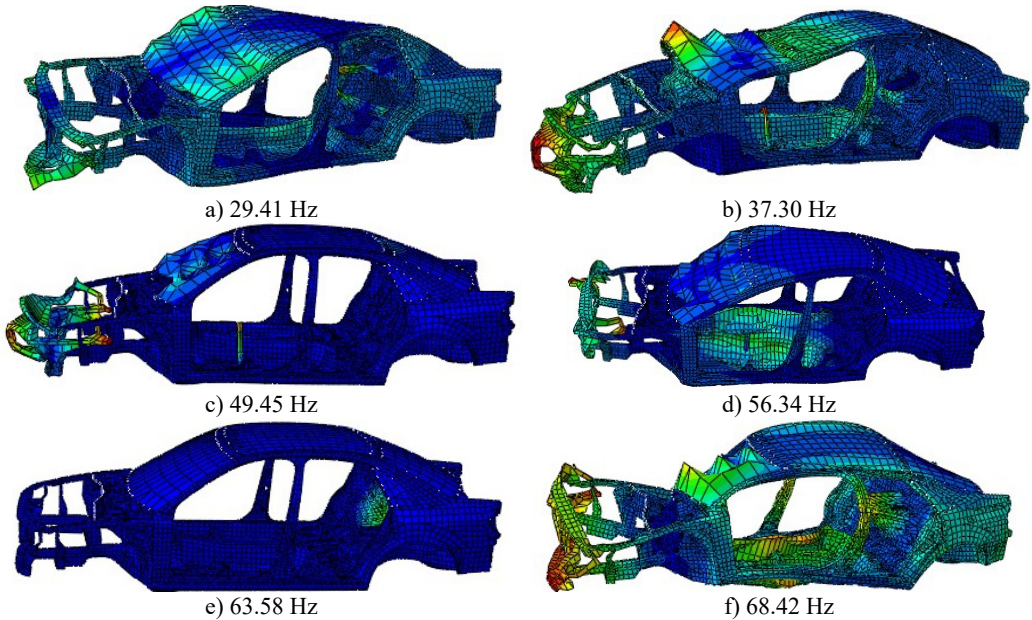 a) 29.41 Hz
b) 37.30 Hz
c) 49.45 Hz
d) 56.34 Hz
e) 63.58 Hz
f) 68.42 Hz